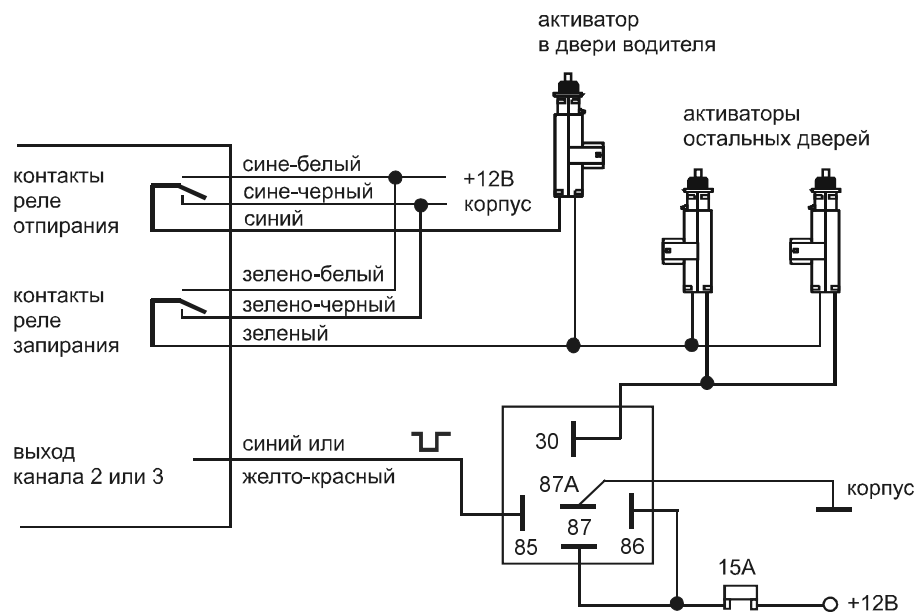 активатор
в двери водителя
активаторы
остальных дверей
контакты
реле
отпирания
сине-белый
сине-черный
синий
+12В
корпус
контакты
реле
запирания
зелено-белый
зелено-черный
зеленый
выход
канала 2 или 3
синий или
желто-красный
30
87А
87
85
86
корпус
15А
+12В